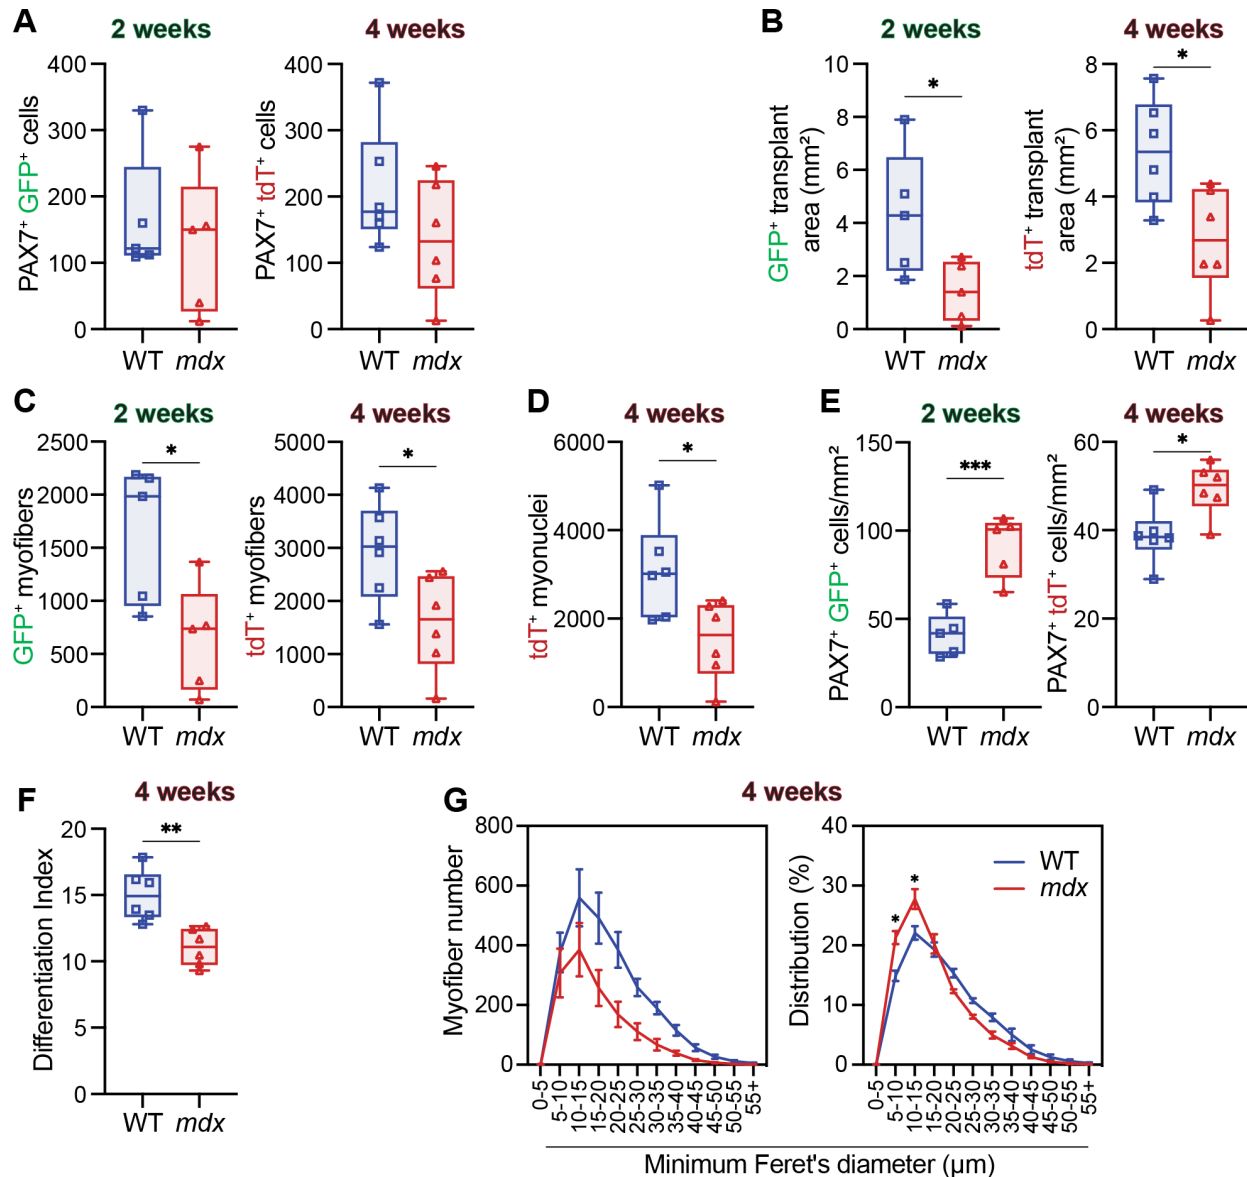 A
2 weeks
PAX7⁺ GFP⁺ cells
400
300
200
100
0
WT mdx
4 weeks
PAX7⁺ tdT⁺ cells
400
300
200
100
0
WT mdx
B
2 weeks
GFP⁺ transplant
area (mm²)
10
8
6
4
2
0
*
WT mdx
4 weeks
tdT⁺ transplant
area (mm²)
8
6
4
2
0
*
WT mdx
C
2 weeks
GFP⁺ myofibers
2500
2000
1500
1000
500
0
*
WT mdx
4 weeks
tdT⁺ myofibers
5000
4000
3000
2000
1000
0
*
WT mdx
D
4 weeks
tdT⁺ myonuclei
6000
4000
2000
0
*
WT mdx
E
2 weeks
PAX7⁺ GFP⁺ cells/mm²
150
100
50
0
***
WT mdx
4 weeks
PAX7⁺ tdT⁺ cells/mm²
60
40
20
0
*
WT mdx
F
4 weeks
Differentiation Index
20
15
10
5
0
**
WT mdx
G
4 weeks
Myofiber number
800
600
400
200
0
0-5
5-10
10-15
15-20
20-25
25-30
30-35
35-40
40-45
45-50
50-55
55+
Distribution (%)
40
30
20
10
0
*
*
WT
mdx
0-5
5-10
10-15
15-20
20-25
25-30
30-35
35-40
40-45
45-50
50-55
55+
Minimum Feret's diameter (μm)